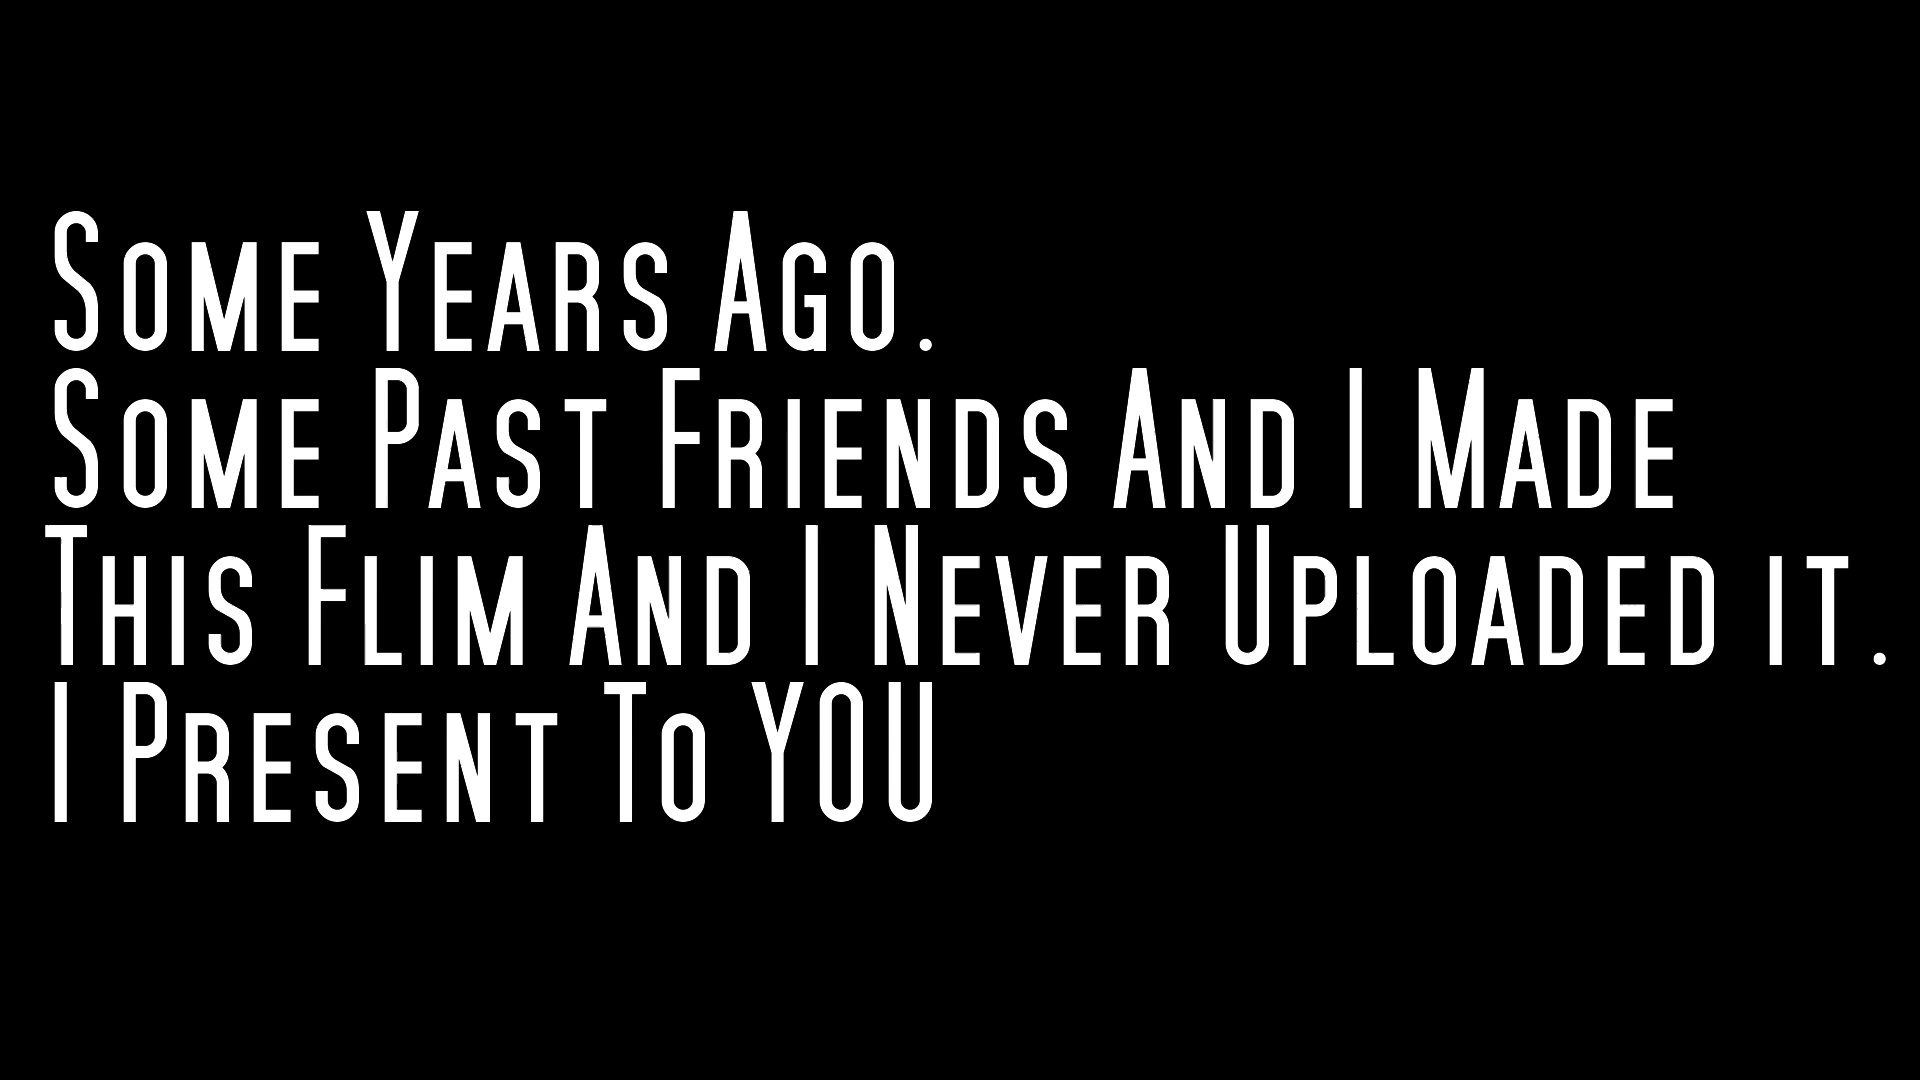 Some Years Ago.
Some Past Friends And I Made
This Flim And I Never Uploaded it.
I Present To YOU